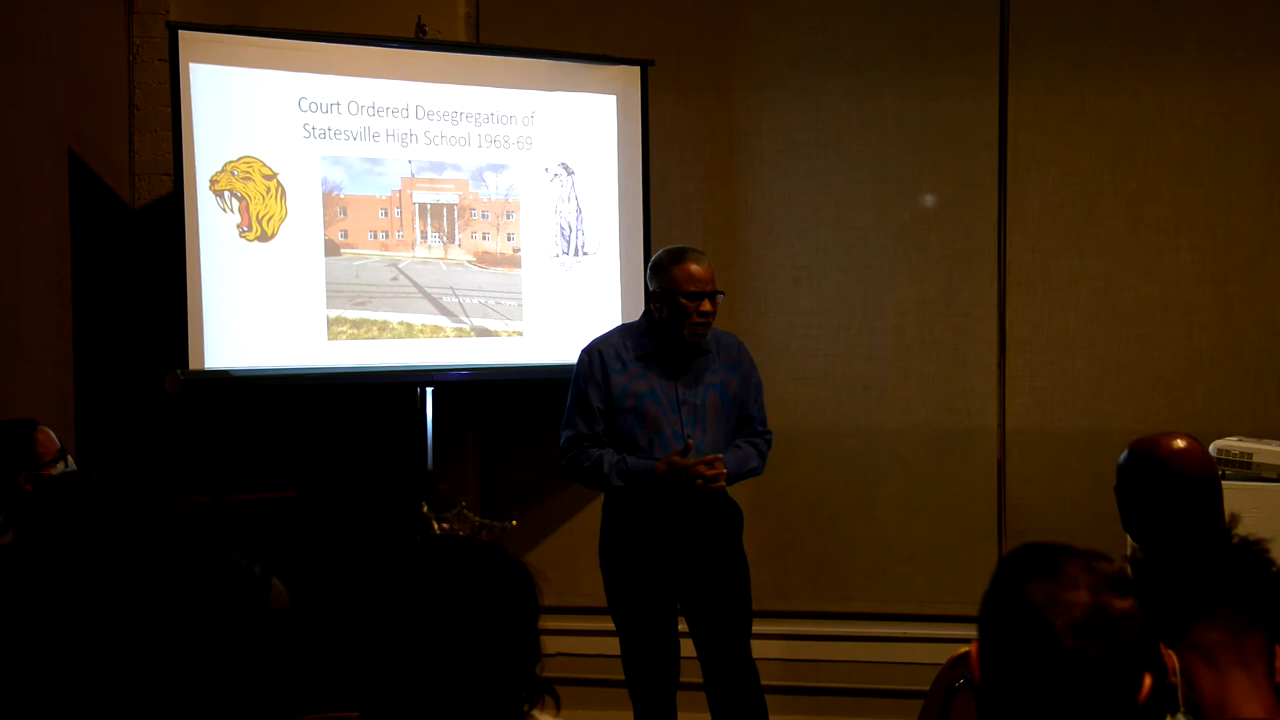 Court Ordered Desegregation of
Statesville High School 1968-69